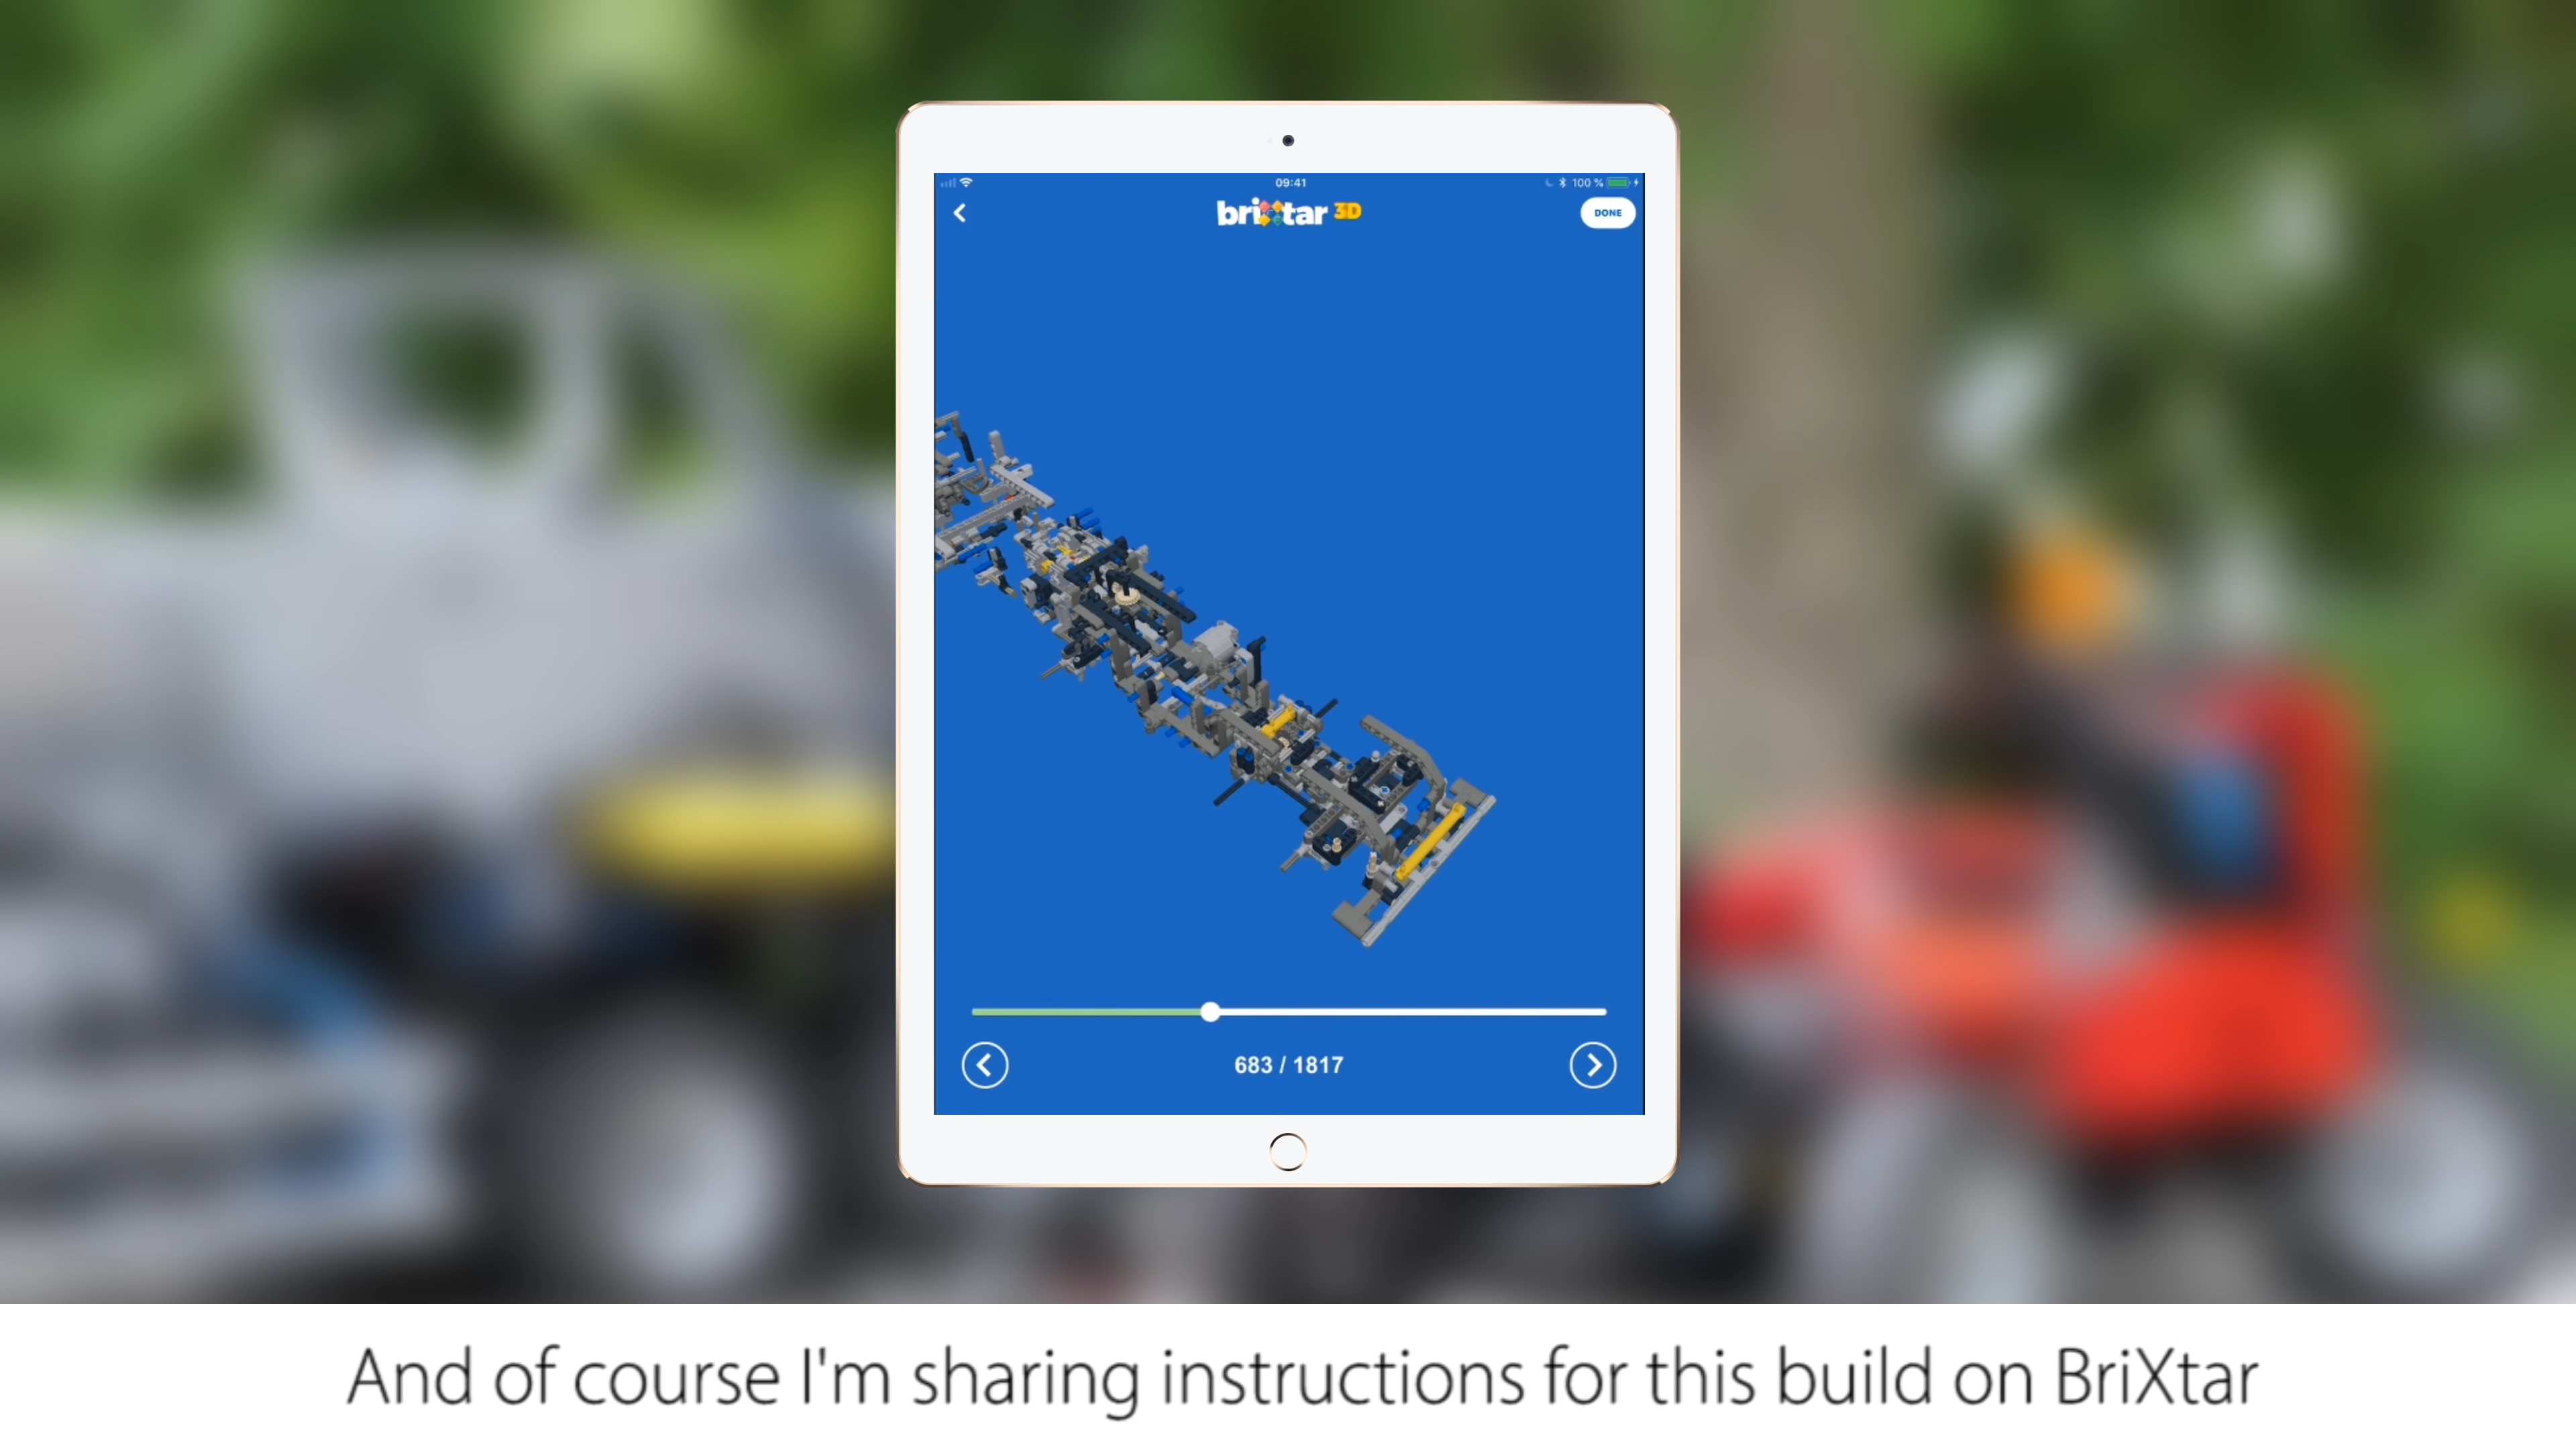 09:41
100 %
brixtar 3D
DONE
683 / 1817
And of course I'm sharing instructions for this build on BriXtar